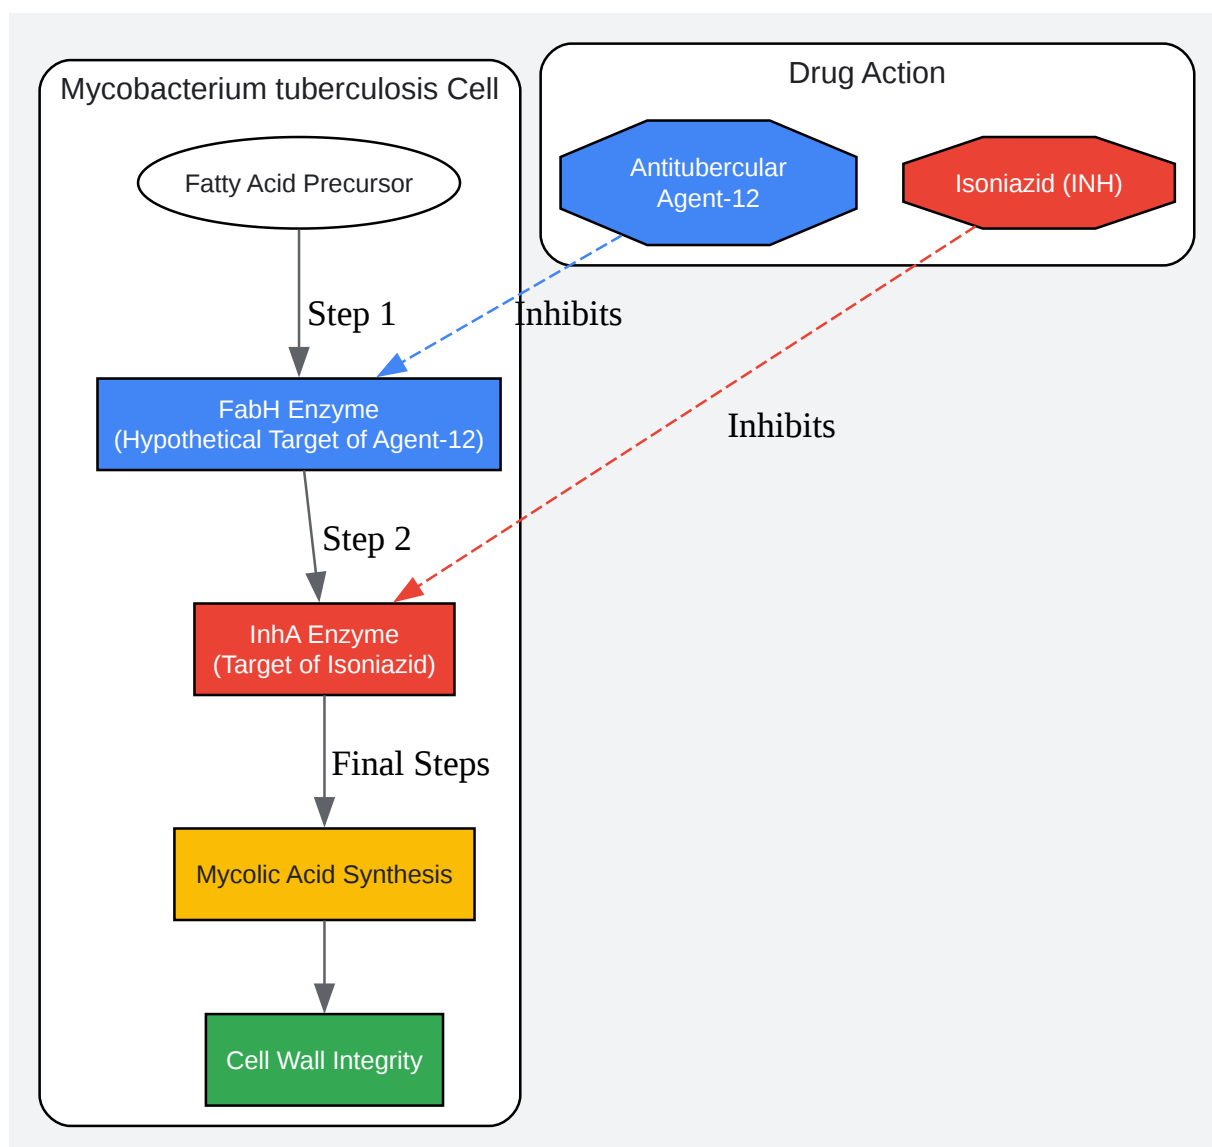 Mycobacterium tuberculosis Cell
Drug Action
Fatty Acid Precursor
Antitubercular
Agent-12
Isoniazid (INH)
Step 1
Inhibits
FabH Enzyme
(Hypothetical Target of Agent-12)
Inhibits
Step 2
InhA Enzyme
(Target of Isoniazid)
Final Steps
Mycolic Acid Synthesis
Cell Wall Integrity